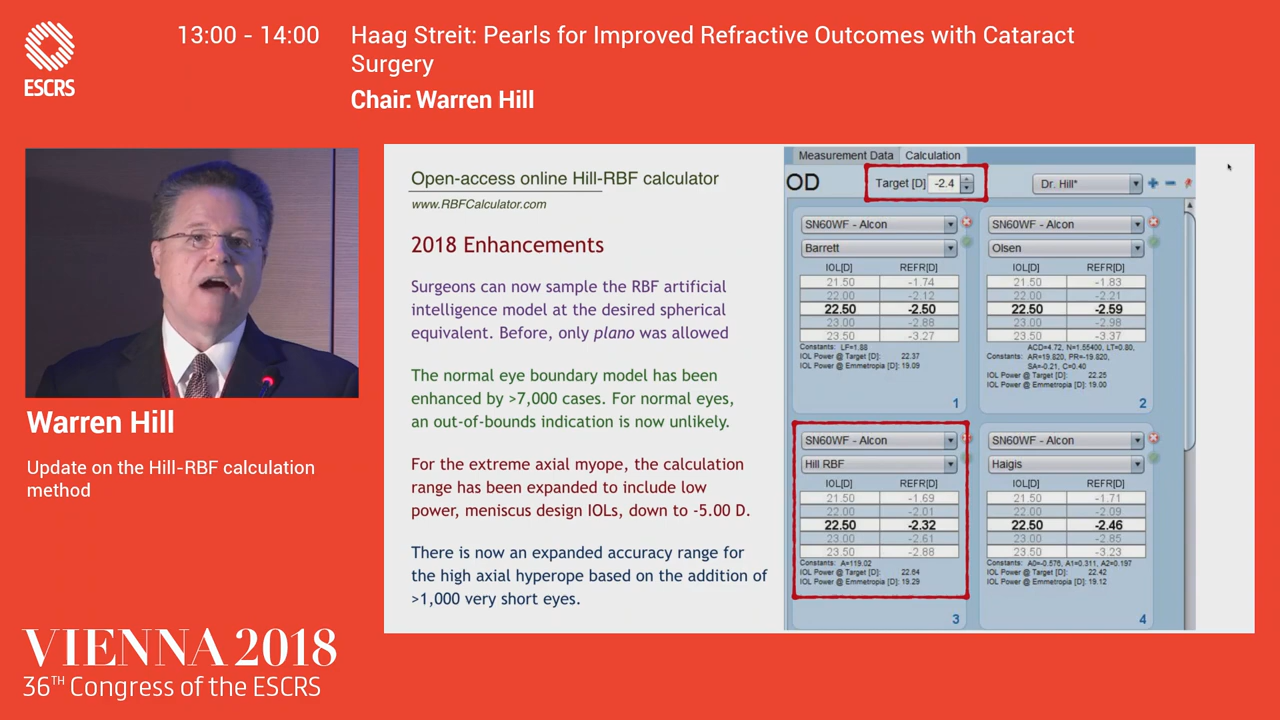 ESCRS
13:00 - 14:00
Haag Streit: Pearls for Improved Refractive Outcomes with Cataract
Surgery
Chair: Warren Hill
Warren Hill
Update on the Hill-RBF calculation
method
VIENNA 2018
36TH Congress of the ESCRS
Open-access online Hill-RBF calculator
www.RBFCalculator.com
2018 Enhancements
Surgeons can now sample the RBF artificial
intelligence model at the desired spherical
equivalent. Before, only plano was allowed
The normal eye boundary model has been
enhanced by >7,000 cases. For normal eyes,
an out-of-bounds indication is now unlikely.
For the extreme axial myope, the calculation
range has been expanded to include low
power, meniscus design IOLs, down to -5.00 D.
There is now an expanded accuracy range for
the high axial hyperope based on the addition of
>1,000 very short eyes.
Measurement Data Calculation
OD Target [D] -2.4 Dr. Hill*
SN60WF - Alcon
Barrett
IOL[D] REFR[D]
21.50 -1.74
22.00 -2.12
22.50 -2.50
23.00 -2.88
23.50 -3.27
Constants: LF=1.88
IOL Power @ Target [D]: 22.37
IOL Power @ Emmetropia [D]: 19.09
1
SN60WF - Alcon
Olsen
IOL[D] REFR[D]
21.50 -1.83
22.00 -2.21
22.50 -2.59
23.00 -2.98
23.50 -3.37
Constants: ACD=4.72, N=1.55400, LT=0.80,
AR=19.820, PR=-19.820,
SA=-0.21, C=0.40
IOL Power @ Target [D]: 22.25
IOL Power @ Emmetropia [D]: 19.00
2
SN60WF - Alcon
Hill RBF
IOL[D] REFR[D]
21.50 -1.69
22.00 -2.01
22.50 -2.32
23.00 -2.61
23.50 -2.88
Constants: A=119.02
IOL Power @ Target [D]: 22.64
IOL Power @ Emmetropia [D]: 19.29
3
SN60WF - Alcon
Haigis
IOL[D] REFR[D]
21.50 -1.71
22.00 -2.09
22.50 -2.46
23.00 -2.85
23.50 -3.23
Constants: A0=-0.576, A1=0.311, A2=0.197
IOL Power @ Target [D]: 22.42
IOL Power @ Emmetropia [D]: 19.12
4